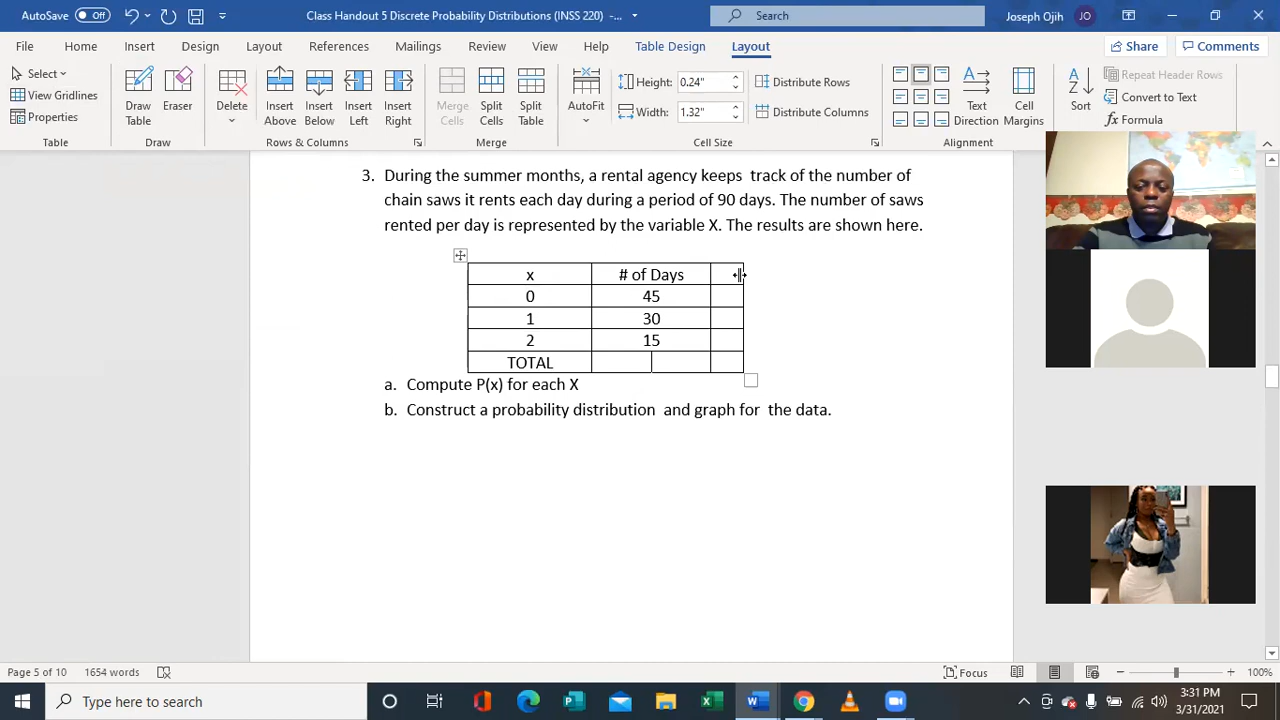 AutoSave Off Class Handout 5 Discrete Probability Distributions (INSS 220) -... Search Joseph Ojih JO
File Home Insert Design Layout References Mailings Review View Help Table Design Layout Share Comments
Select Draw Table Eraser Delete Insert Above Insert Below Insert Left Insert Right Merge Cells Split Cells Split Table AutoFit Height: 0.24" Distribute Rows Text Direction Cell Margins Sort Repeat Header Rows
View Gridlines Width: 1.32" Distribute Columns Convert to Text
Properties Formula
Table Draw Rows & Columns Merge Cell Size Alignment
3. During the summer months, a rental agency keeps track of the number of
chain saws it rents each day during a period of 90 days. The number of saws
rented per day is represented by the variable X. The results are shown here.
x # of Days
0 45
1 30
2 15
TOTAL
a. Compute P(x) for each X
b. Construct a probability distribution and graph for the data.
Page 5 of 10 1654 words Focus 100%
Type here to search 3:31 PM
3/31/2021